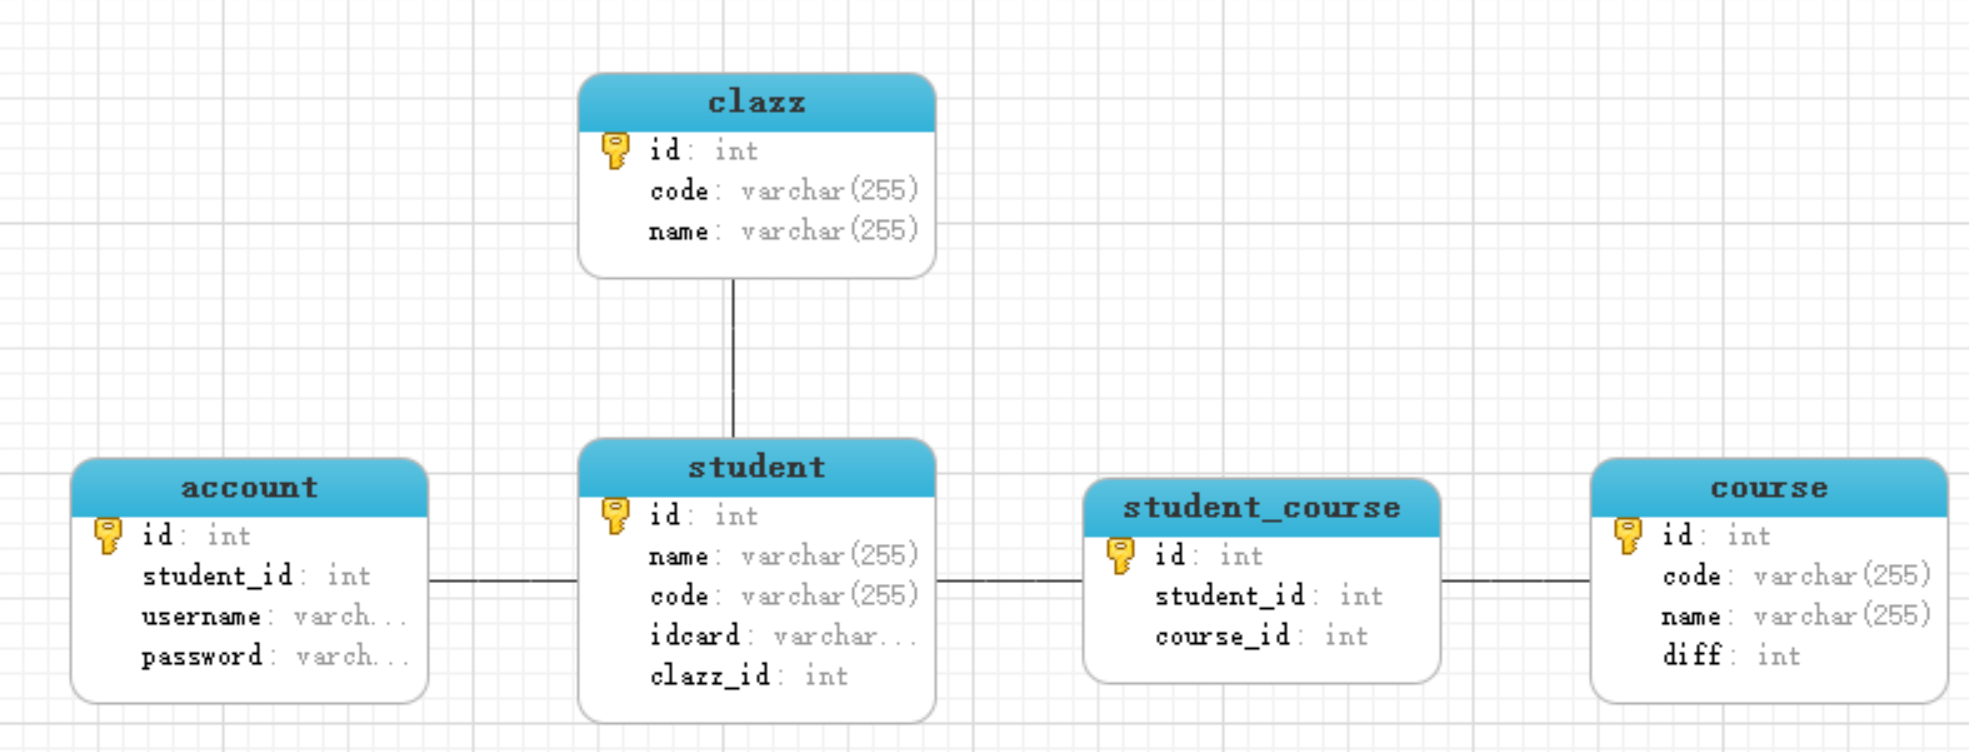 clazz
id: int
code: varchar(255)
name: varchar(255)
account
id: int
student_id: int
username: varch...
password: varch...
student
id: int
name: varchar(255)
code: varchar(255)
idcard: varchar...
clazz_id: int
student_course
id: int
student_id: int
course_id: int
course
id: int
code: varchar(255)
name: varchar(255)
diff: int